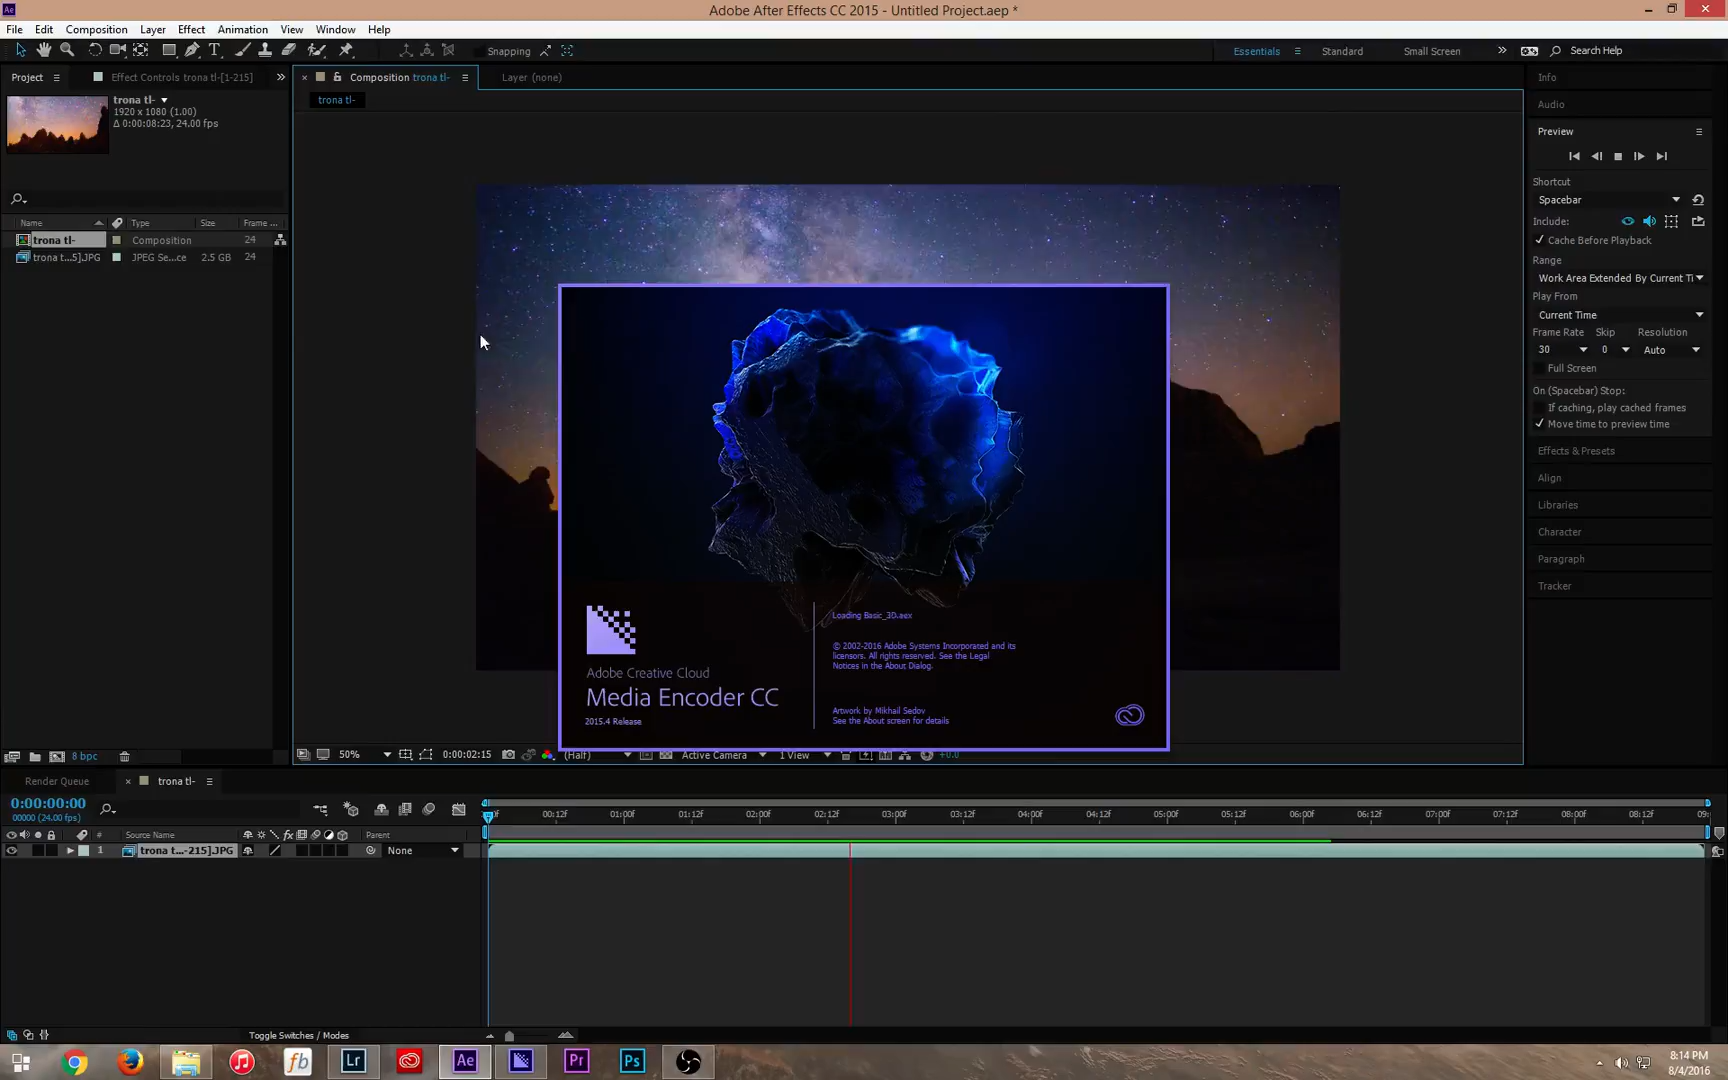 Adobe After Effects CC 2015 - Untitled Project.aep *
File Edit Composition Layer Effect Animation View Window Help
Snapping
Essentials Standard Small Screen Search Help
Project Effect Controls trona tl-[1-215]
Composition trona tl- Layer (none)
trona tl-
trona tl-
1920 x 1080 (1.00)
Δ 0:00:08:23, 24.00 fps
Name Type Size Frame ...
trona tl- Composition 24
trona t...5].JPG JPEG Se...ce 2.5 GB 24
Info
Audio
Preview
Shortcut
Spacebar
Include:
Cache Before Playback
Range
Work Area Extended By Current Ti
Play From
Current Time
Frame Rate Skip Resolution
30 0 Auto
Full Screen
On (Spacebar) Stop:
If caching, play cached frames
Move time to preview time
Effects & Presets
Align
Libraries
Character
Paragraph
Tracker
Loading Basic_3D.aex
© 2002-2016 Adobe Systems Incorporated and its
licensors. All rights reserved. See the Legal
Notices in the About Dialog.
Adobe Creative Cloud
Media Encoder CC
2015.4 Release
Artwork by Mikhail Sedov
See the About screen for details
8 bpc
50% 0:00:02:15 (Half) Active Camera 1 View +0.0
Render Queue trona tl-
0:00:00:00
00000 (24.00 fps)
00:12f 01:00f 01:12f 02:00f 02:12f 03:00f 03:12f 04:00f 04:12f 05:00f 05:12f 06:00f 06:12f 07:00f 07:12f 08:00f 08:12f 09:
# Source Name fx Parent
1 trona t...-215].JPG None
Toggle Switches / Modes
Lr Ae Pr Ps
8:14 PM
8/4/2016